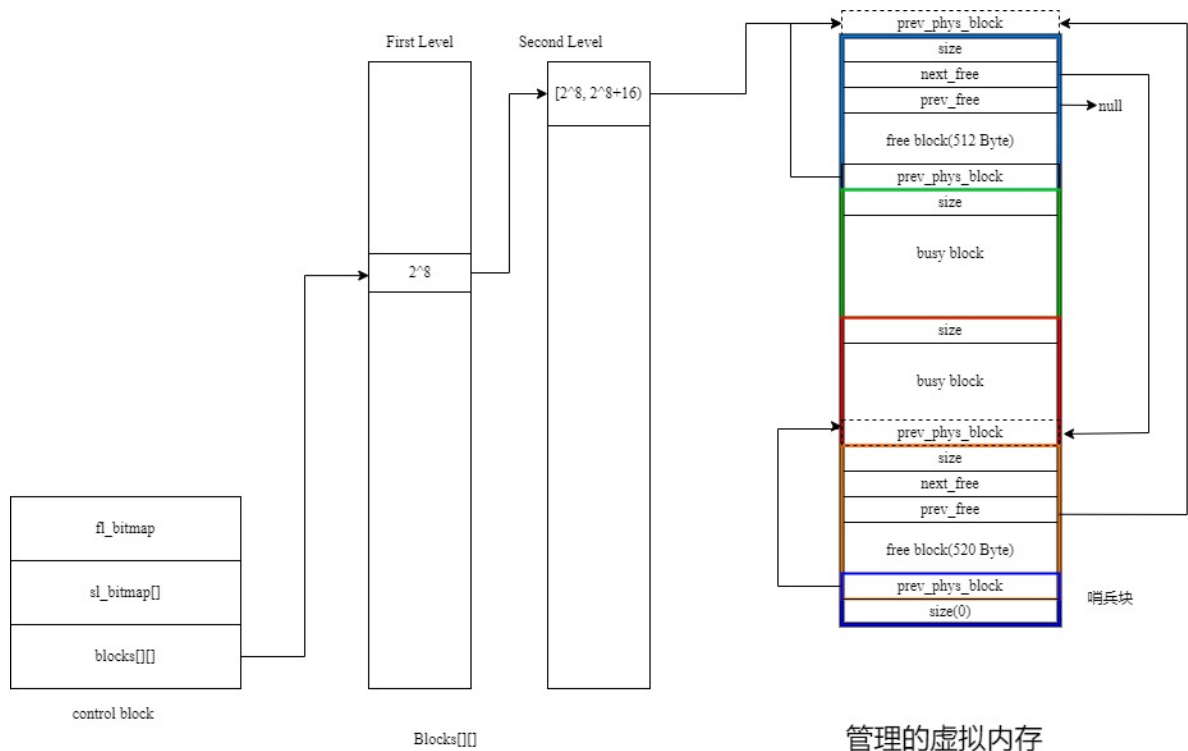 First Level
Second Level
[2^8, 2^8+16)
2^8
fl_bitmap
sl_bitmap[]
blocks[][]
control block
Blocks[][]
prev_phys_block
size
next_free
prev_free
null
free block(512 Byte)
prev_phys_block
size
busy block
size
busy block
prev_phys_block
size
next_free
prev_free
free block(520 Byte)
prev_phys_block
哨兵块
size(0)
管理的虚拟内存